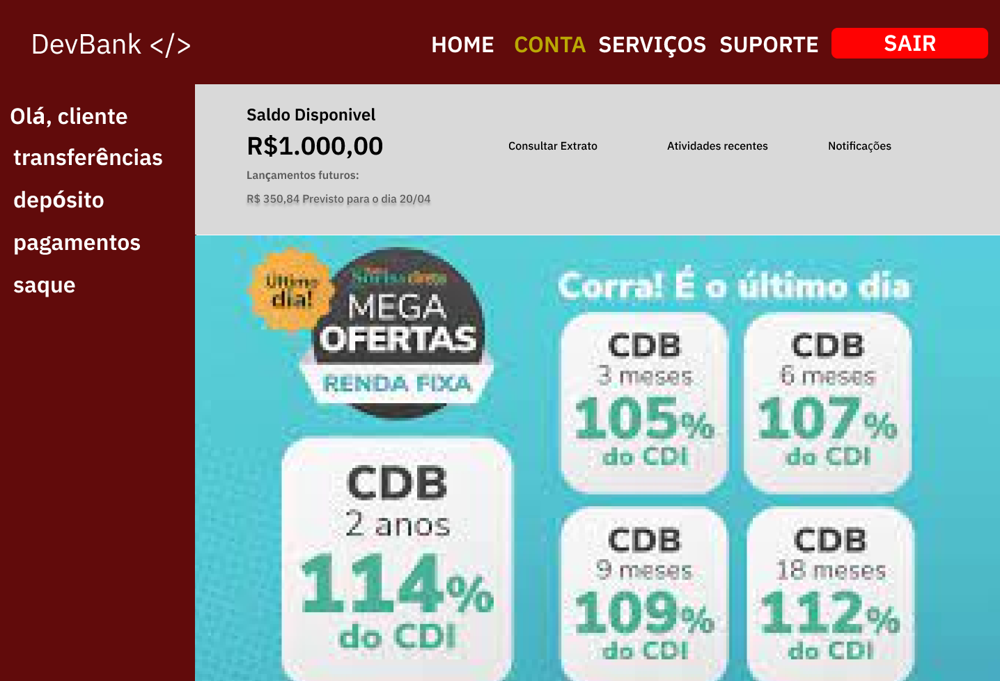 DevBank </>
HOME CONTA SERVIÇOS SUPORTE SAIR
Olá, cliente
transferências
depósito
pagamentos
saque
Saldo Disponivel
R$1.000,00
Lançamentos futuros:
R$ 350,84 Previsto para o dia 20/04
Consultar Extrato
Atividades recentes
Notificações
Último
dia!
MEGA
OFERTAS
RENDA FIXA
CDB
2 anos
114%
do CDI
Corra! É o último dia
CDB
3 meses
105%
do CDI
CDB
6 meses
107%
do CDI
CDB
9 meses
109%
do CDI
CDB
18 meses
112%
do CDI